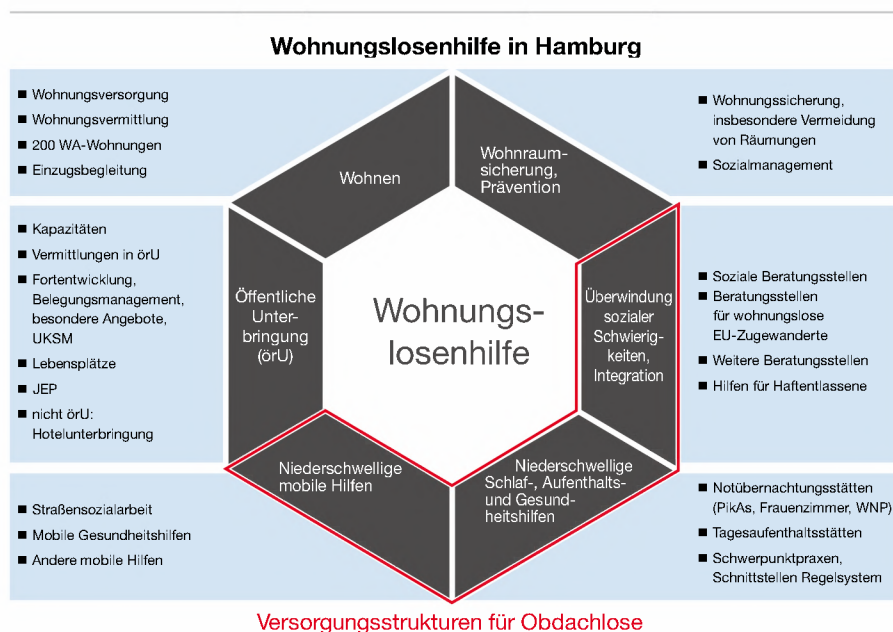 Wohnungslosenhilfe in Hamburg
■ Wohnungsversorgung
■ Wohnungsvermittlung
■ 200 WA-Wohnungen
■ Einzugsbegleitung
Wohnen
Wohnraum-
sicherung,
Prävention
■ Wohnungssicherung,
insbesondere Vermeidung
von Räumungen
■ Sozialmanagement
■ Kapazitäten
■ Vermittlungen in örU
■ Fortentwicklung,
Belegungsmanagement,
besondere Angebote,
UKSM
■ Lebensplätze
■ JEP
■ nicht örU:
Hotelunterbringung
Öffentliche
Unter-
bringung
(örU)
Wohnungs-
losenhilfe
Überwindung
sozialer
Schwierig-
keiten,
Integration
■ Soziale Beratungsstellen
■ Beratungsstellen
für wohnungslose
EU-Zugewanderte
■ Weitere Beratungsstellen
■ Hilfen für Haftentlassene
Niederschwellige
mobile Hilfen
Niederschwellige
Schlaf-, Aufenthalts-
und Gesund-
heitshilfen
■ Straßensozialarbeit
■ Mobile Gesundheitshilfen
■ Andere mobile Hilfen
■ Notübernachtungsstätten
(PikAs, Frauenzimmer, WNP)
■ Tagesaufenthaltsstätten
■ Schwerpunktpraxen,
Schnittstellen Regelsystem
Versorgungsstrukturen für Obdachlose